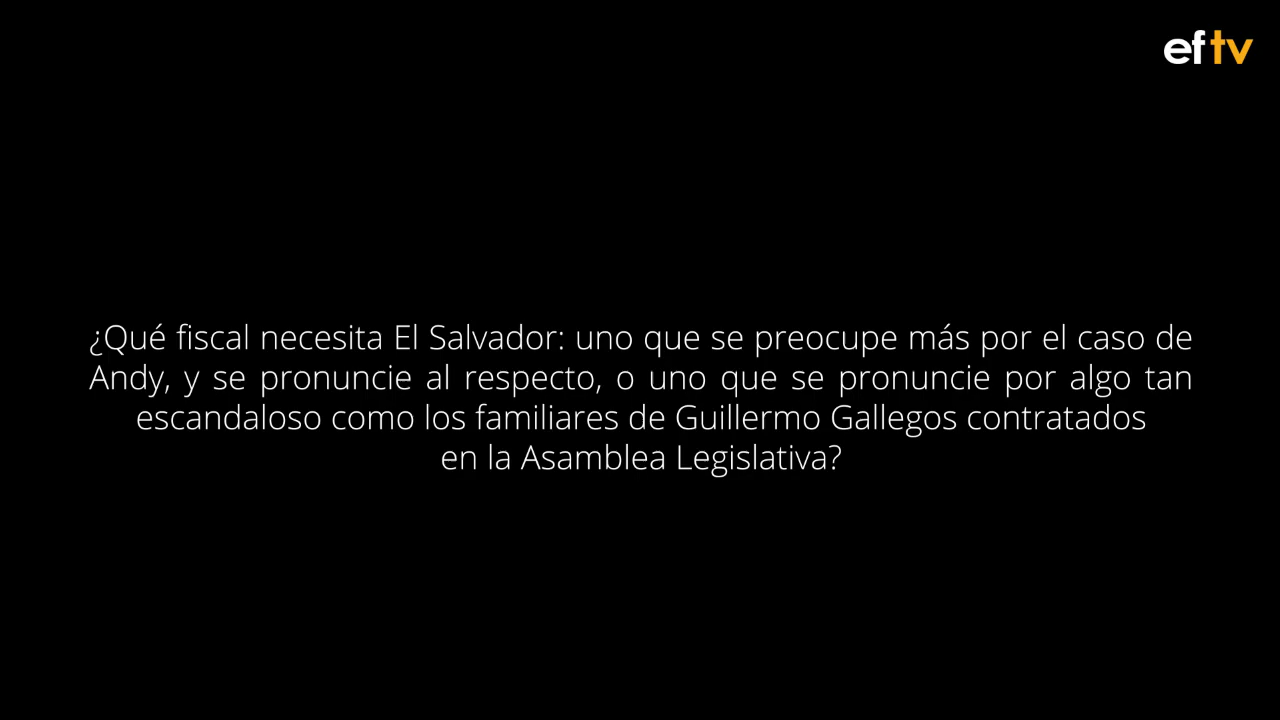 eftv
¿Qué fiscal necesita El Salvador: uno que se preocupe más por el caso de
Andy, y se pronuncie al respecto, o uno que se pronuncie por algo tan
escandaloso como los familiares de Guillermo Gallegos contratados
en la Asamblea Legislativa?